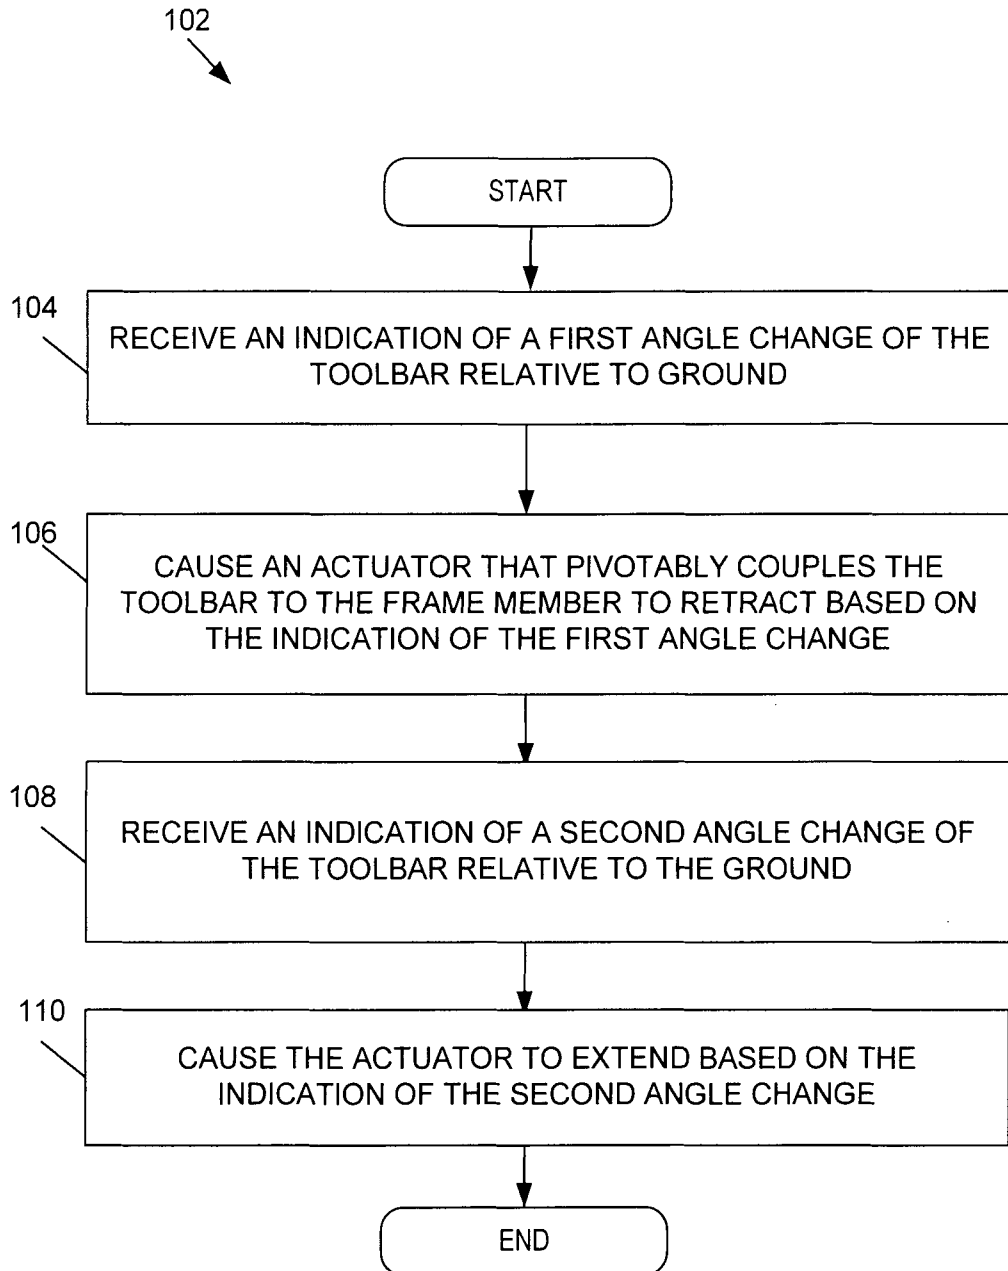 102
START
104
RECEIVE AN INDICATION OF A FIRST ANGLE CHANGE OF THE
TOOLBAR RELATIVE TO GROUND
106
CAUSE AN ACTUATOR THAT PIVOTABLY COUPLES THE
TOOLBAR TO THE FRAME MEMBER TO RETRACT BASED ON
THE INDICATION OF THE FIRST ANGLE CHANGE
108
RECEIVE AN INDICATION OF A SECOND ANGLE CHANGE OF
THE TOOLBAR RELATIVE TO THE GROUND
110
CAUSE THE ACTUATOR TO EXTEND BASED ON THE
INDICATION OF THE SECOND ANGLE CHANGE
END